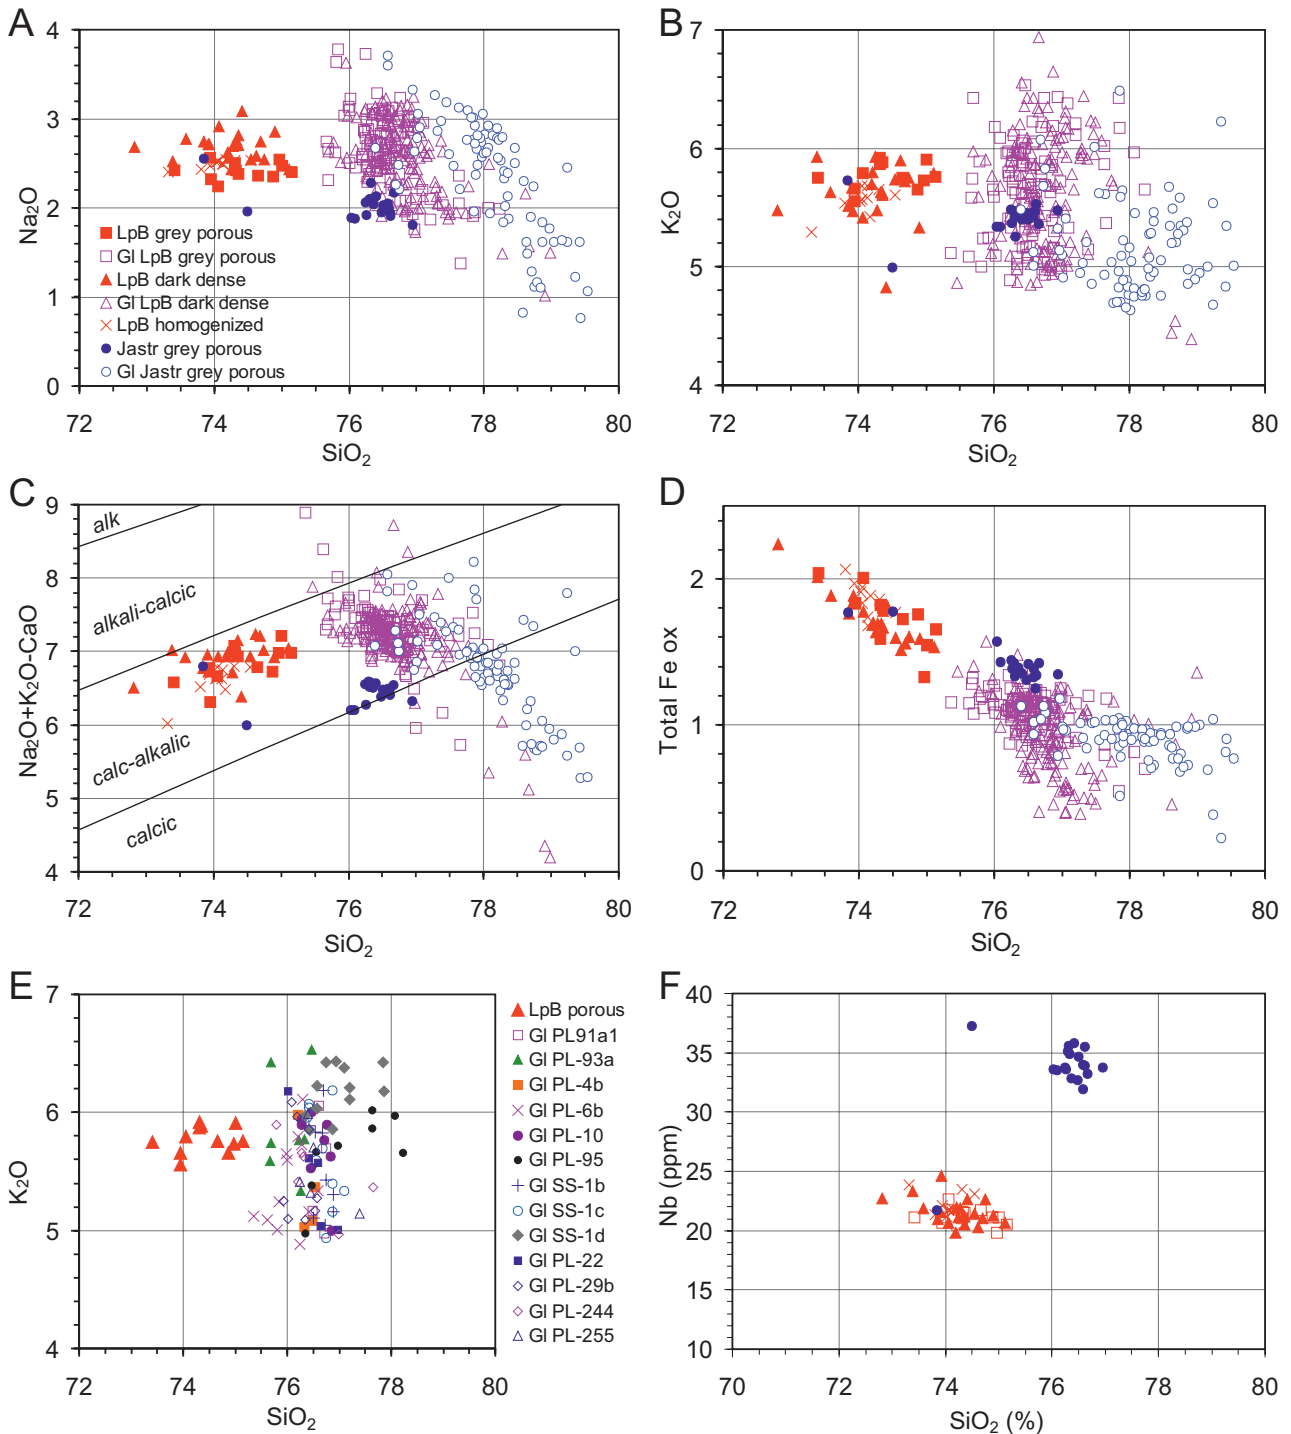 A
4
3
2
1
0
Na₂O
LpB grey porous
Gl LpB grey porous
LpB dark dense
Gl LpB dark dense
LpB homogenized
Jastr grey porous
Gl Jastr grey porous
72 74 76 78 80
SiO₂
B
7
6
5
4
K₂O
72 74 76 78 80
SiO₂
C
9
8
7
6
5
4
Na₂O+K₂O-CaO
alk
alkali-calcic
calc-alkalic
calcic
72 74 76 78 80
SiO₂
D
2
1
0
Total Fe ox
72 74 76 78 80
SiO₂
E
7
6
5
4
K₂O
72 74 76 78 80
SiO₂
LpB porous
Gl PL91a1
Gl PL-93a
Gl PL-4b
Gl PL-6b
Gl PL-10
Gl PL-95
Gl SS-1b
Gl SS-1c
Gl SS-1d
Gl PL-22
Gl PL-29b
Gl PL-244
Gl PL-255
F
40
35
30
25
20
15
10
Nb (ppm)
70 72 74 76 78 80
SiO₂ (%)